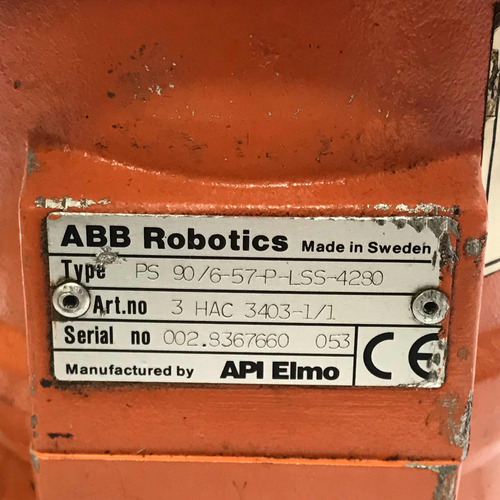 ABB Robotics Made in Sweden
Type PS 90/6-57-P-LSS-4280
Art.no 3 HAC 3403-1/1
Serial no 002.8367660 053
Manufactured by API Elmo CE